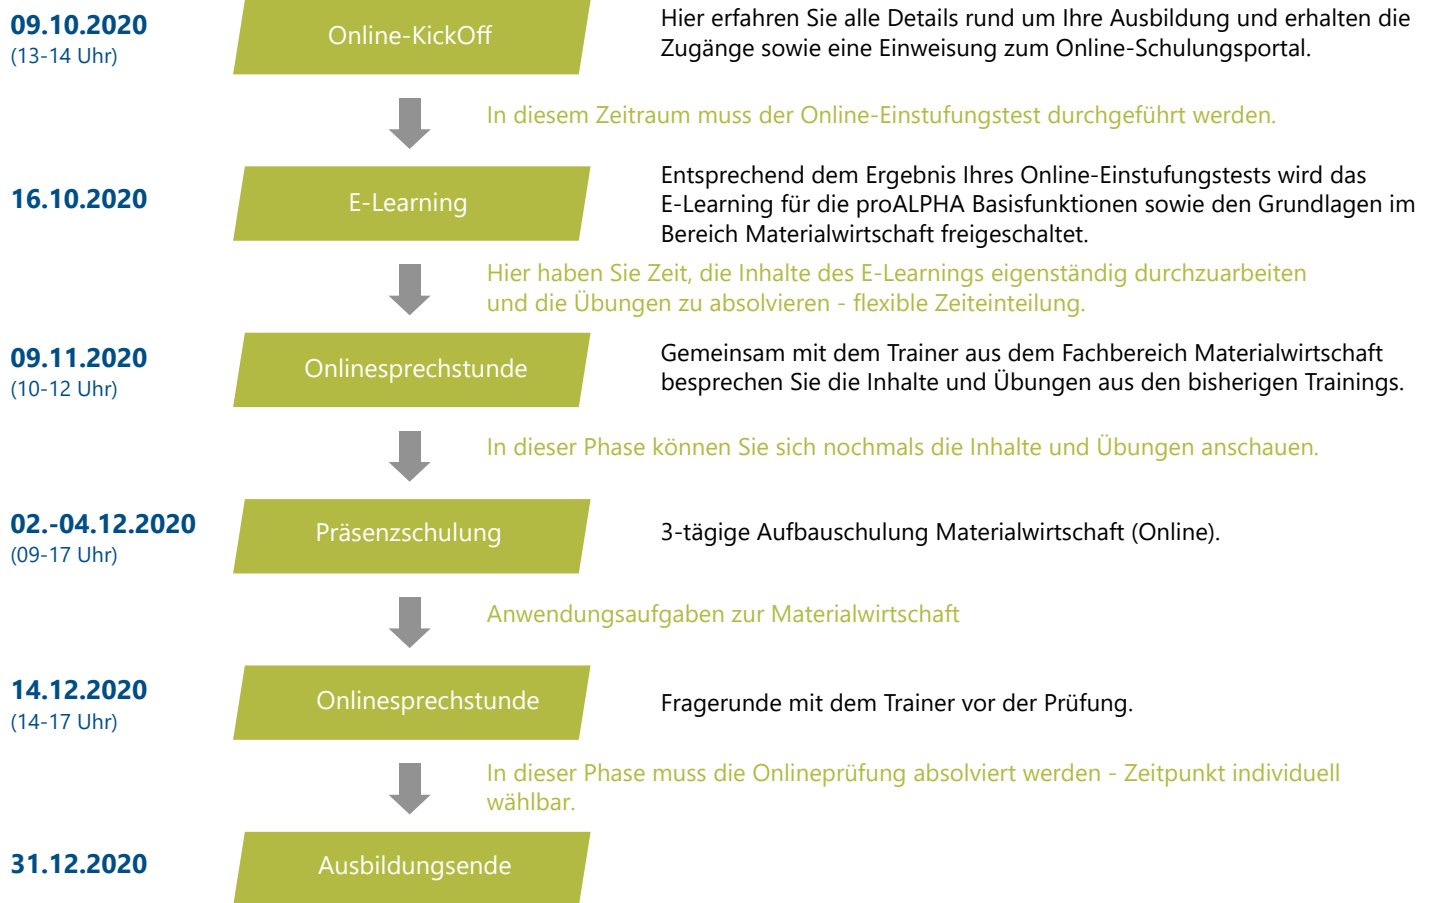 09.10.2020
(13-14 Uhr)
Online-KickOff
Hier erfahren Sie alle Details rund um Ihre Ausbildung und erhalten die
Zugänge sowie eine Einweisung zum Online-Schulungsportal.
In diesem Zeitraum muss der Online-Einstufungstest durchgeführt werden.
16.10.2020
E-Learning
Entsprechend dem Ergebnis Ihres Online-Einstufungstests wird das
E-Learning für die proALPHA Basisfunktionen sowie den Grundlagen im
Bereich Materialwirtschaft freigeschaltet.
Hier haben Sie Zeit, die Inhalte des E-Learnings eigenständig durchzuarbeiten
und die Übungen zu absolvieren - flexible Zeiteinteilung.
09.11.2020
(10-12 Uhr)
Onlinesprechstunde
Gemeinsam mit dem Trainer aus dem Fachbereich Materialwirtschaft
besprechen Sie die Inhalte und Übungen aus den bisherigen Trainings.
In dieser Phase können Sie sich nochmals die Inhalte und Übungen anschauen.
02.-04.12.2020
(09-17 Uhr)
Präsenzschulung
3-tägige Aufbauschulung Materialwirtschaft (Online).
Anwendungsaufgaben zur Materialwirtschaft
14.12.2020
(14-17 Uhr)
Onlinesprechstunde
Fragerunde mit dem Trainer vor der Prüfung.
In dieser Phase muss die Onlineprüfung absolviert werden - Zeitpunkt individuell
wählbar.
31.12.2020
Ausbildungsende